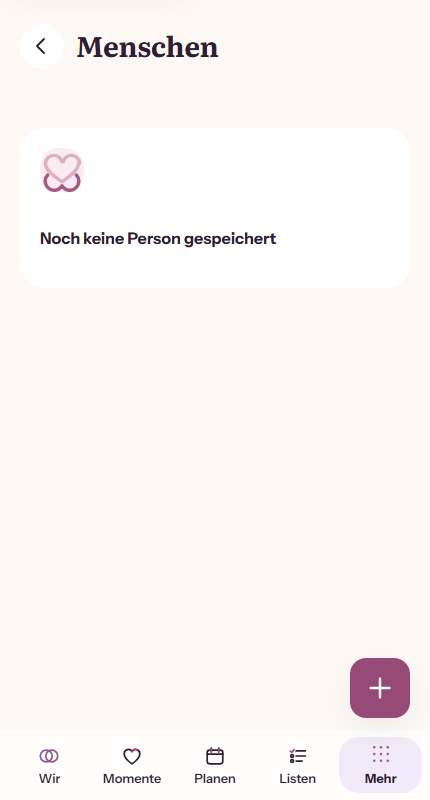 Menschen
Noch keine Person gespeichert
Wir
Momente
Planen
Listen
Mehr